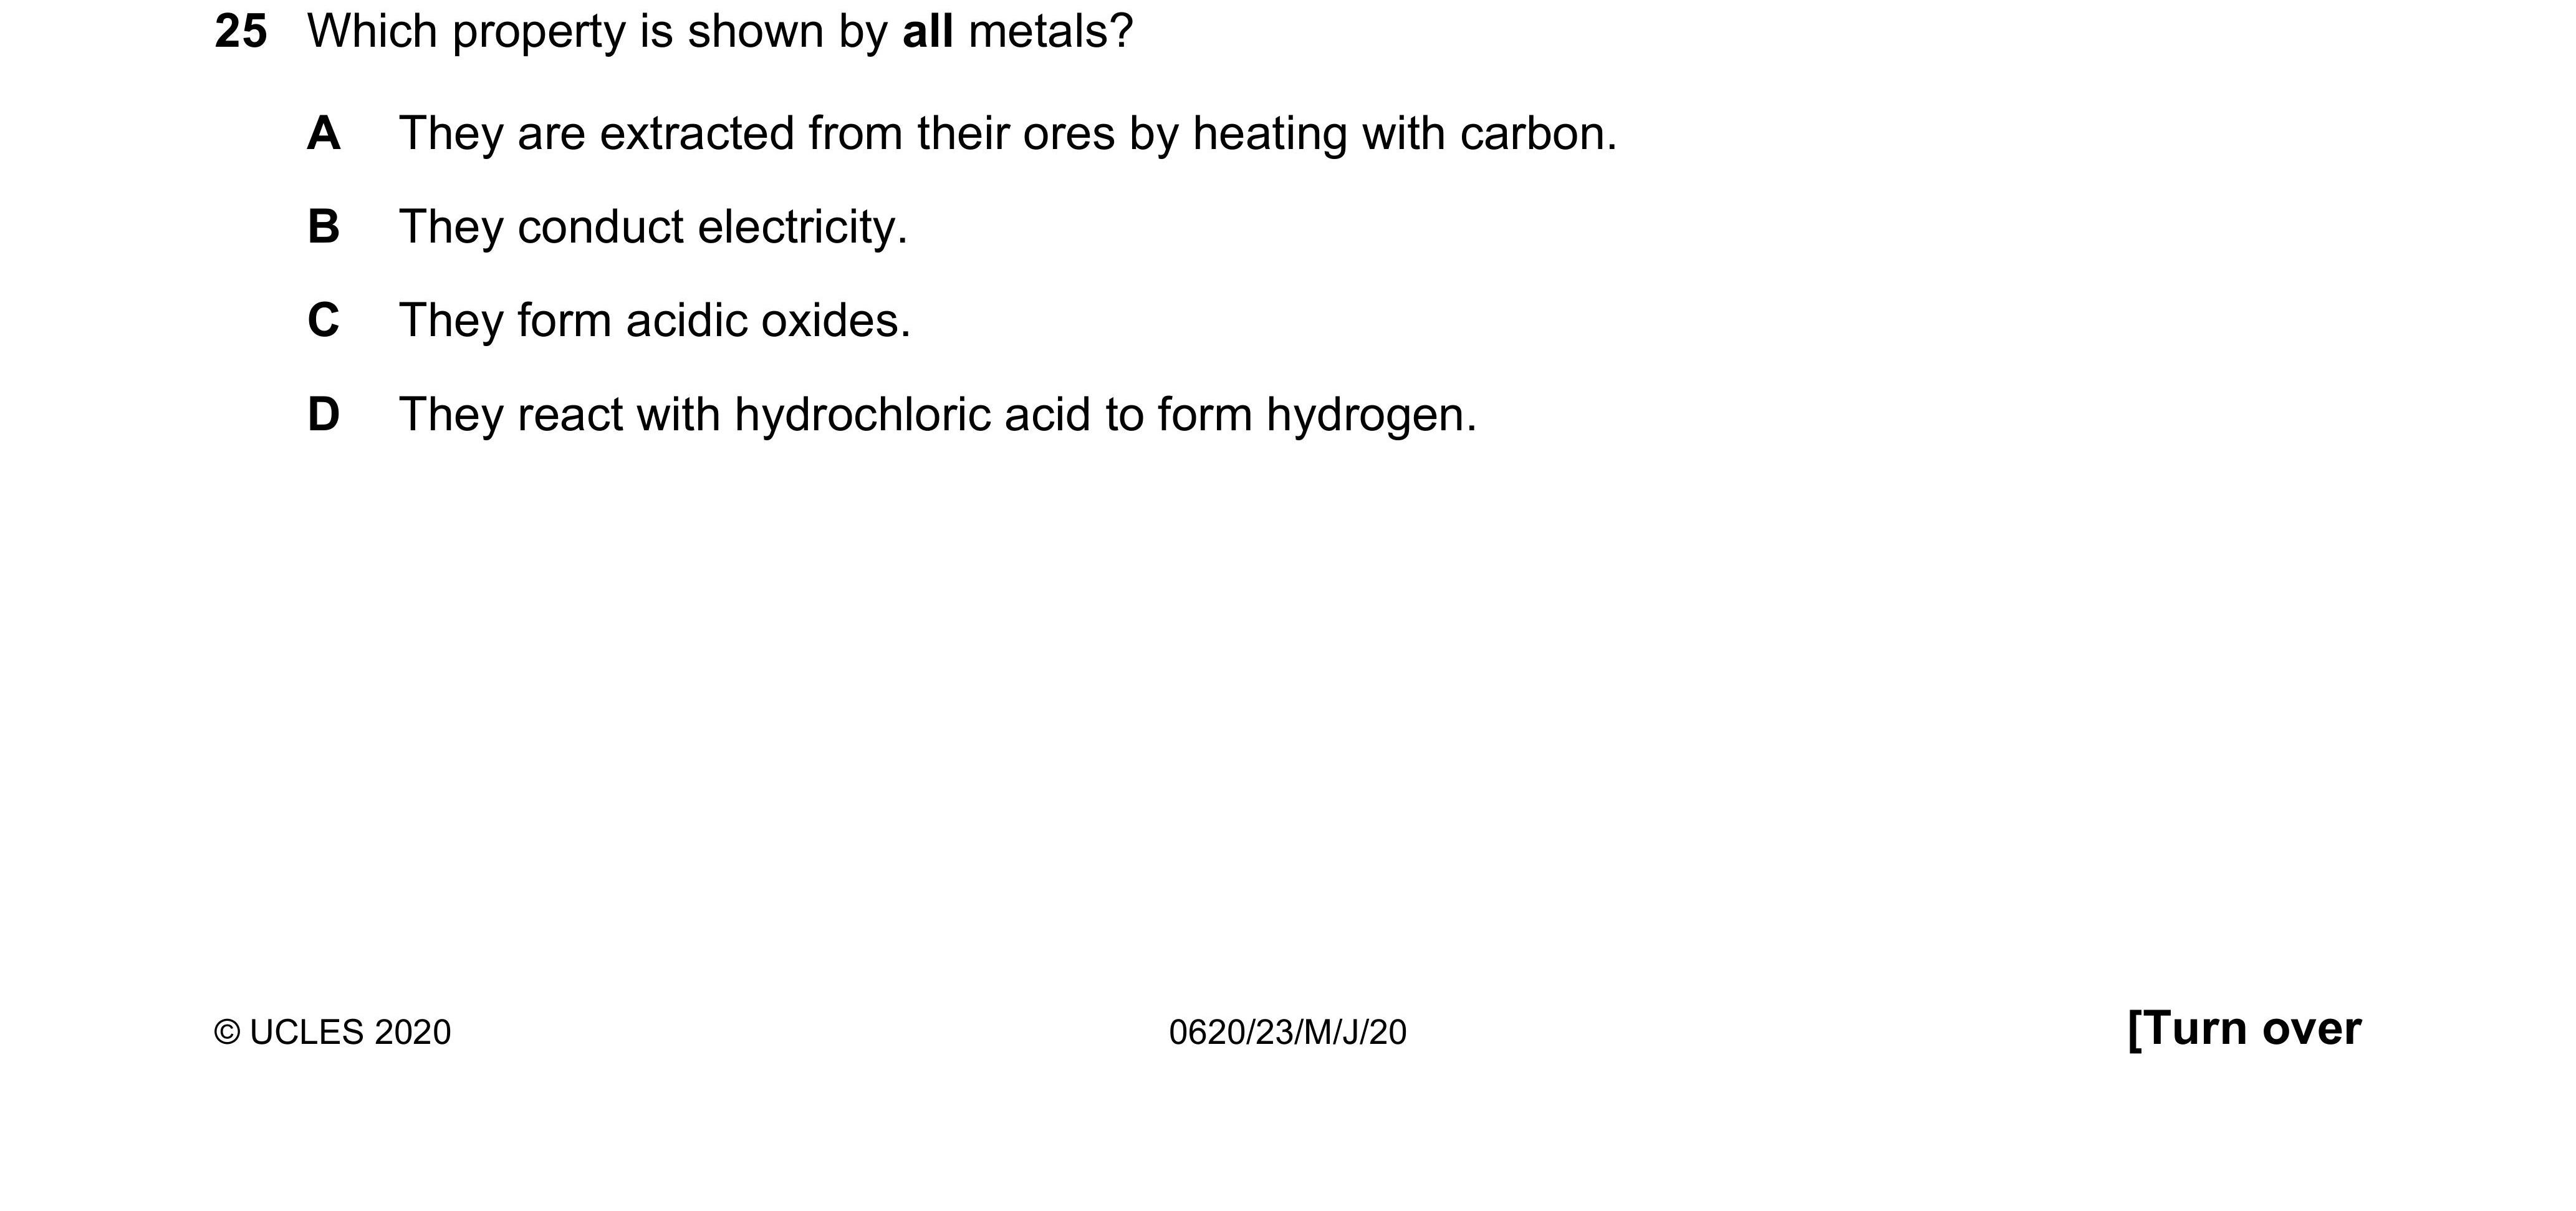 25 Which property is shown by all metals?
A They are extracted from their ores by heating with carbon.
B They conduct electricity.
C They form acidic oxides.
D They react with hydrochloric acid to form hydrogen.
© UCLES 2020 0620/23/M/J/20 [Turn over